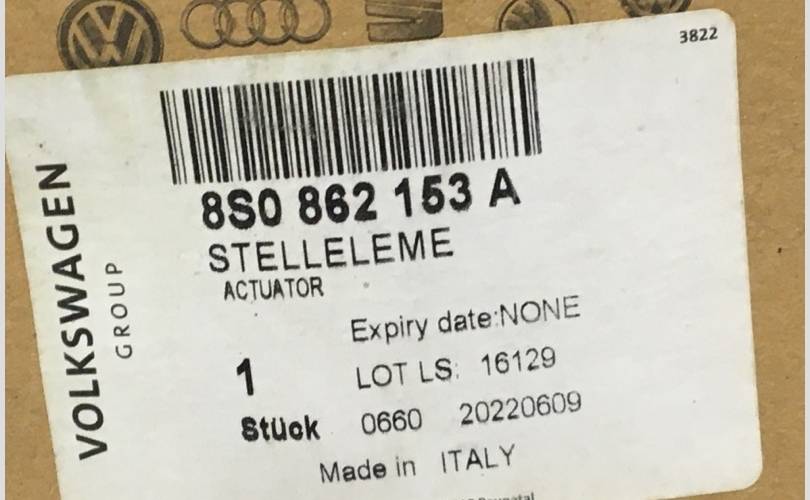 3822
8S0 862 153 A
STELLELEME
ACTUATOR
Expiry date:NONE
1
LOT LS: 16129
Stück 0660 20220609
Made in ITALY
VOLKSWAGEN
GROUP